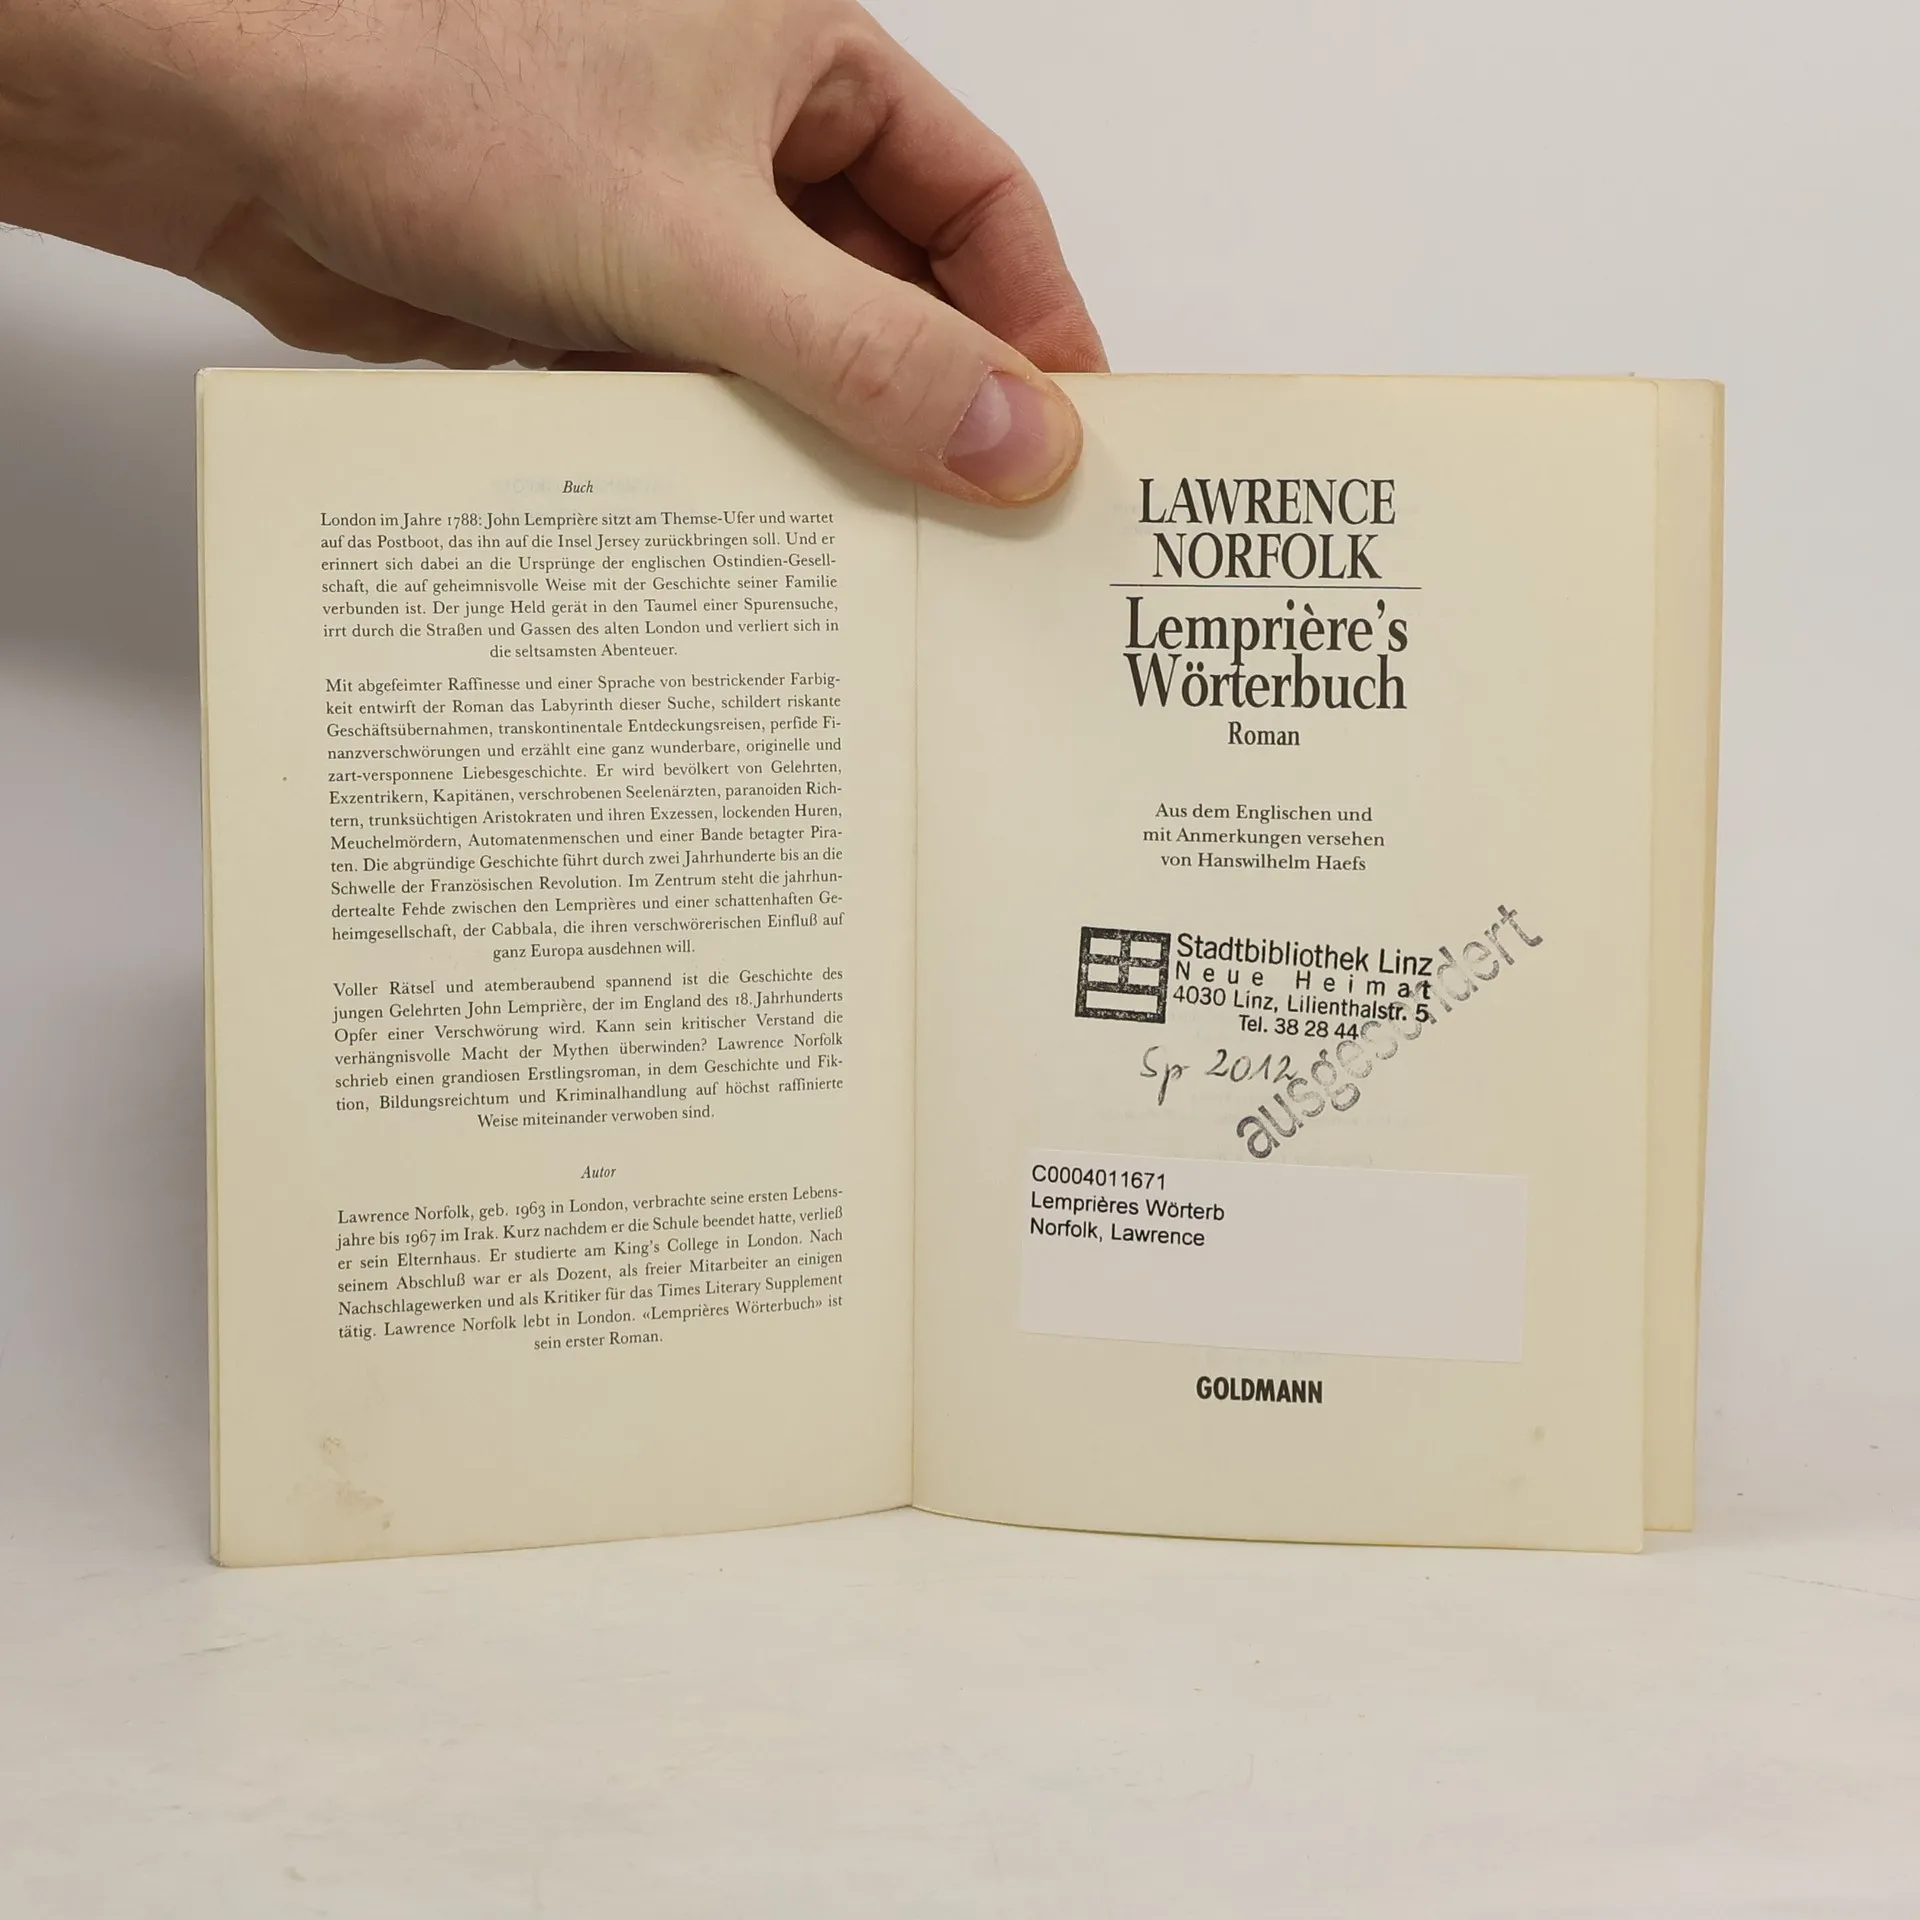 Buch
London im Jahre 1788: John Lemprière sitzt am Themse-Ufer und wartet
auf das Postboot, das ihn auf die Insel Jersey zurückbringen soll. Und er
erinnert sich dabei an die Ursprünge der englischen Ostindien-Gesell-
schaft, die auf geheimnisvolle Weise mit der Geschichte seiner Familie
verbunden ist. Der junge Held gerät in den Taumel einer Spurensuche,
irrt durch die Straßen und Gassen des alten London und verliert sich in
die seltsamsten Abenteuer.
Mit abgefeimter Raffinesse und einer Sprache von bestrickender Farbig-
keit entwirft der Roman das Labyrinth dieser Suche, schildert riskante
Geschäftsübernahmen, transkontinentale Entdeckungsreisen, perfide Fi-
nanzverschwörungen und erzählt eine ganz wunderbare, originelle und
zart-versponnene Liebesgeschichte. Er wird bevölkert von Gelehrten,
Exzentrikern, Kapitänen, verschrobenen Seelenärzten, paranoiden Rich-
tern, trunksüchtigen Aristokraten und ihren Exzessen, lockenden Huren,
Meuchelmördern, Automatenmenschen und einer Bande betagter Pira-
ten. Die abgründige Geschichte führt durch zwei Jahrhunderte bis an die
Schwelle der Französischen Revolution. Im Zentrum steht die jahrhun-
dertealte Fehde zwischen den Lemprières und einer schattenhaften Ge-
heimgesellschaft, der Cabbala, die ihren verschwörerischen Einfluß auf
ganz Europa ausdehnen will.
Voller Rätsel und atemberaubend spannend ist die Geschichte des
jungen Gelehrten John Lemprière, der im England des 18. Jahrhunderts
Opfer einer Verschwörung wird. Kann sein kritischer Verstand die
verhängnisvolle Macht der Mythen überwinden? Lawrence Norfolk
schrieb einen grandiosen Erstlingsroman, in dem Geschichte und Fik-
tion, Bildungsreichtum und Kriminalhandlung auf höchst raffinierte
Weise miteinander verwoben sind.
Autor
Lawrence Norfolk, geb. 1963 in London, verbrachte seine ersten Lebens-
jahre bis 1967 im Irak. Kurz nachdem er die Schule beendet hatte, verließ
er sein Elternhaus. Er studierte am King's College in London. Nach
seinem Abschluß war er als Dozent, als freier Mitarbeiter an einigen
Nachschlagewerken und als Kritiker für das Times Literary Supplement
tätig. Lawrence Norfolk lebt in London. «Lemprières Wörterbuch» ist
sein erster Roman.
LAWRENCE
NORFOLK
Lemprière's
Wörterbuch
Roman
Aus dem Englischen und
mit Anmerkungen versehen
von Hanswilhelm Haefs
Stadtbibliothek Linz
Neue Heimat
4030 Linz, Lilienthalstr. 5
Tel. 38 28 44
Sp 2012
ausgesondert
C0004011671
Lemprières Wörterb
Norfolk, Lawrence
GOLDMANN